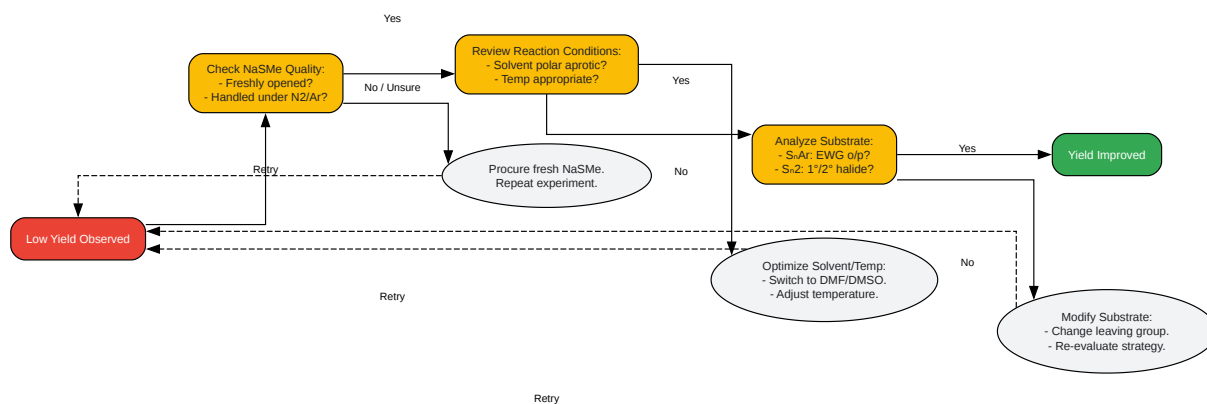 Yes
Check NaSMe Quality:
- Freshly opened?
- Handled under N2/Ar?
Review Reaction Conditions:
- Solvent polar aprotic?
- Temp appropriate?
No / Unsure
Yes
Analyze Substrate:
- SₙAr: EWG o/p?
- Sₙ2: 1°/2° halide?
Yes
Yield Improved
Retry
Procure fresh NaSMe.
Repeat experiment.
No
Low Yield Observed
Optimize Solvent/Temp:
- Switch to DMF/DMSO.
- Adjust temperature.
No
Retry
Modify Substrate:
- Change leaving group.
- Re-evaluate strategy.
Retry